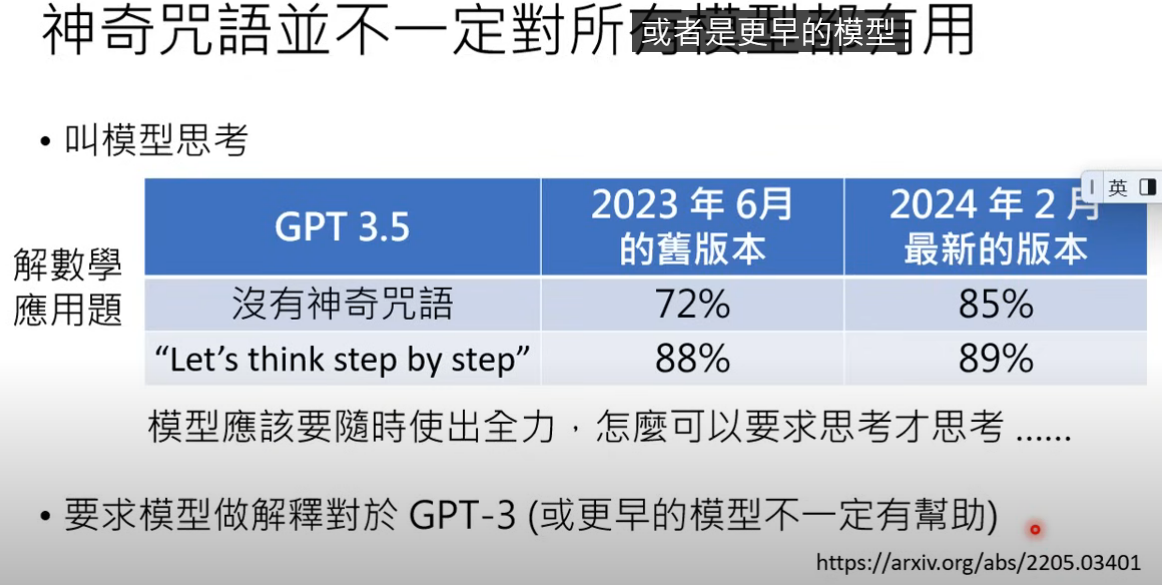 神奇咒語並不一定對所有模型都有用
或者是更早的模型
• 叫模型思考
英
GPT 3.5
2023 年 6月
的舊版本
2024 年 2 月
最新的版本
解數學
應用題
沒有神奇咒語
72%
85%
“Let’s think step by step”
88%
89%
模型應該要隨時使出全力，怎麼可以要求思考才思考 ......
• 要求模型做解釋對於 GPT-3 (或更早的模型不一定有幫助)
https://arxiv.org/abs/2205.03401